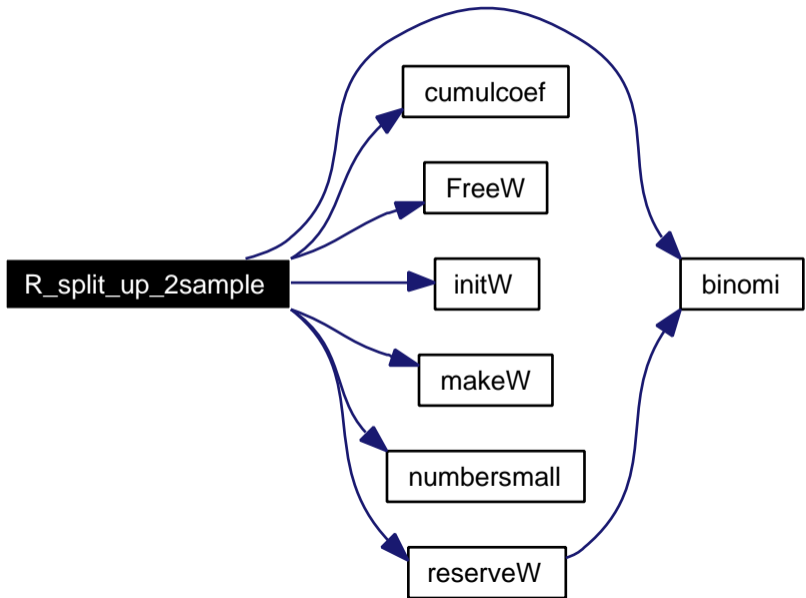 cumulcoef
FreeW
R_split_up_2sample
initW
binomi
makeW
numbersmall
reserveW